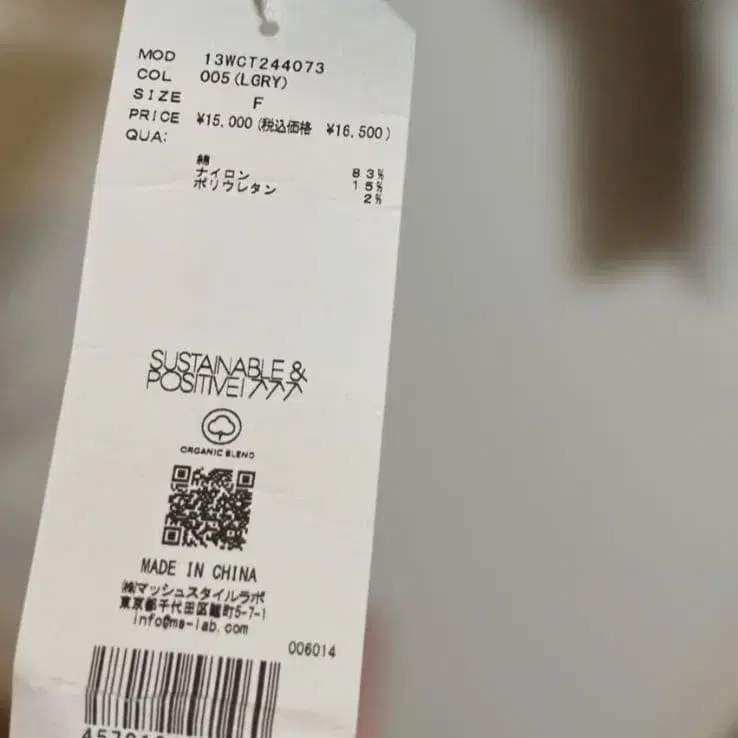 MOD 13WCT244073
COL 005(LGRY)
SIZE F
PRICE ¥15,000(税込価格 ¥16,500)
QUA:
綿 83%
ナイロン 15%
ポリウレタン 2%
SUSTAINABLE &
POSITIVE!
ORGANIC BLEND
MADE IN CHINA
㈱マッシュスタイルラボ
東京都千代田区麹町5-7-1
info@ms-lab.com
006014